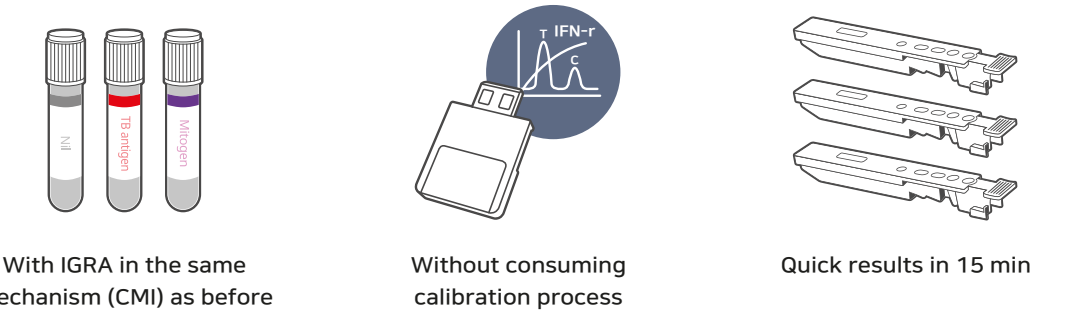 Nil
TB antigen
Mitogen
T IFN-r
C
With IGRA in the same
echanism (CMI) as before
Without consuming
calibration process
Quick results in 15 min